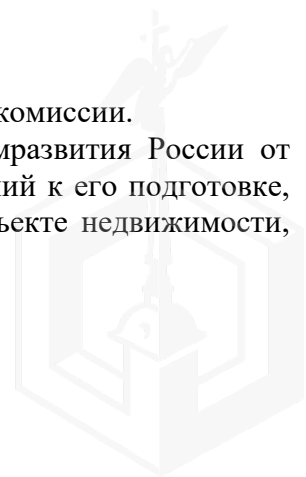 комиссии.
мразвития России от
ий к его подготовке,
ъекте недвижимости,